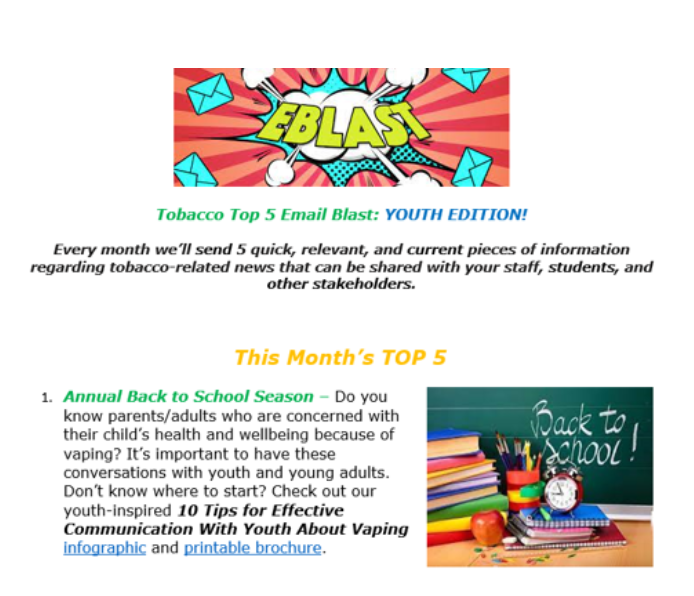 EBLAST
Tobacco Top 5 Email Blast: YOUTH EDITION!
Every month we’ll send 5 quick, relevant, and current pieces of information
regarding tobacco-related news that can be shared with your staff, students, and
other stakeholders.
This Month’s TOP 5
1. Annual Back to School Season – Do you
know parents/adults who are concerned with
their child’s health and wellbeing because of
vaping? It’s important to have these
conversations with youth and young adults.
Don’t know where to start? Check out our
youth-inspired 10 Tips for Effective
Communication With Youth About Vaping
infographic and printable brochure.
Back to
school!